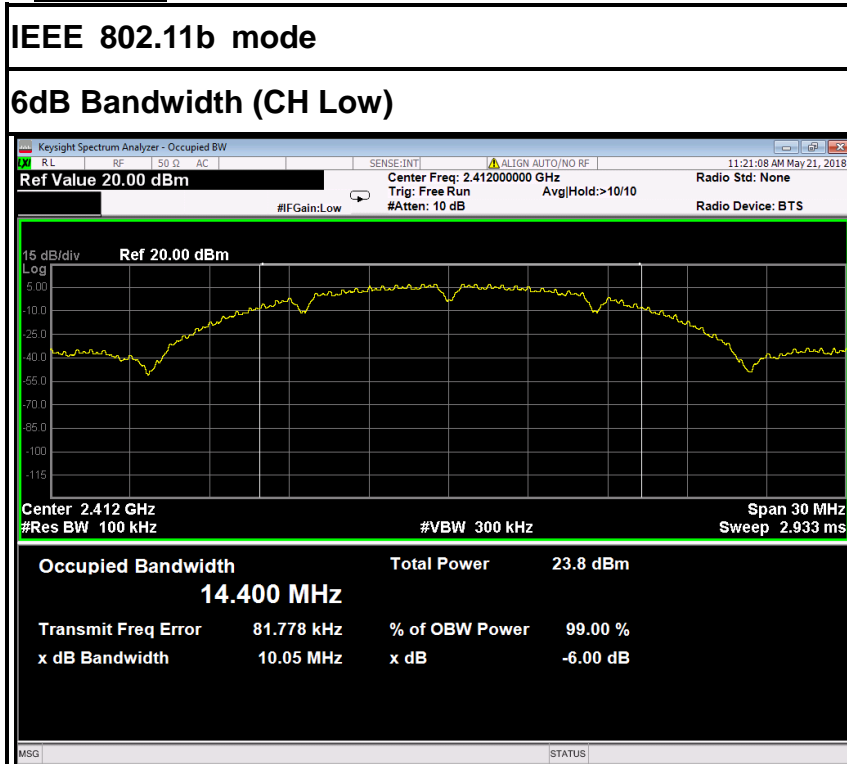 IEEE 802.11b mode
6dB Bandwidth (CH Low)
Keysight Spectrum Analyzer - Occupied BW
RL RF 50 Ω AC SENSE:INT ALIGN AUTO/NO RF 11:21:08 AM May 21, 2018
Ref Value 20.00 dBm Center Freq: 2.412000000 GHz Radio Std: None
Trig: Free Run Avg|Hold:>10/10
#IFGain:Low #Atten: 10 dB Radio Device: BTS
15 dB/div Ref 20.00 dBm
Log
5.00
-10.0
-25.0
-40.0
-55.0
-70.0
-85.0
-100
-115
Center 2.412 GHz Span 30 MHz
#Res BW 100 kHz #VBW 300 kHz Sweep 2.933 ms
Occupied Bandwidth Total Power 23.8 dBm
14.400 MHz
Transmit Freq Error 81.778 kHz % of OBW Power 99.00 %
x dB Bandwidth 10.05 MHz x dB -6.00 dB
MSG STATUS